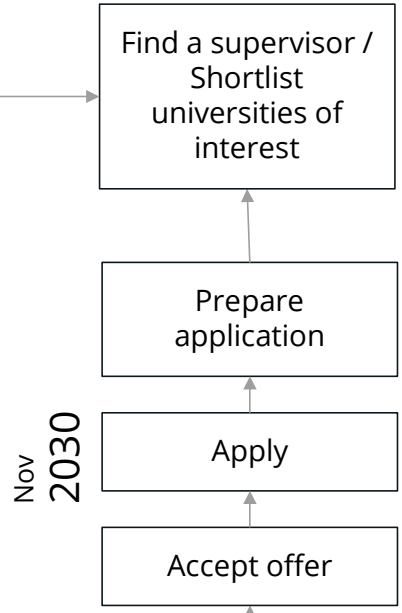 Find a supervisor /
Shortlist
universities of
interest
Prepare
application
Nov
2030
Apply
Accept offer